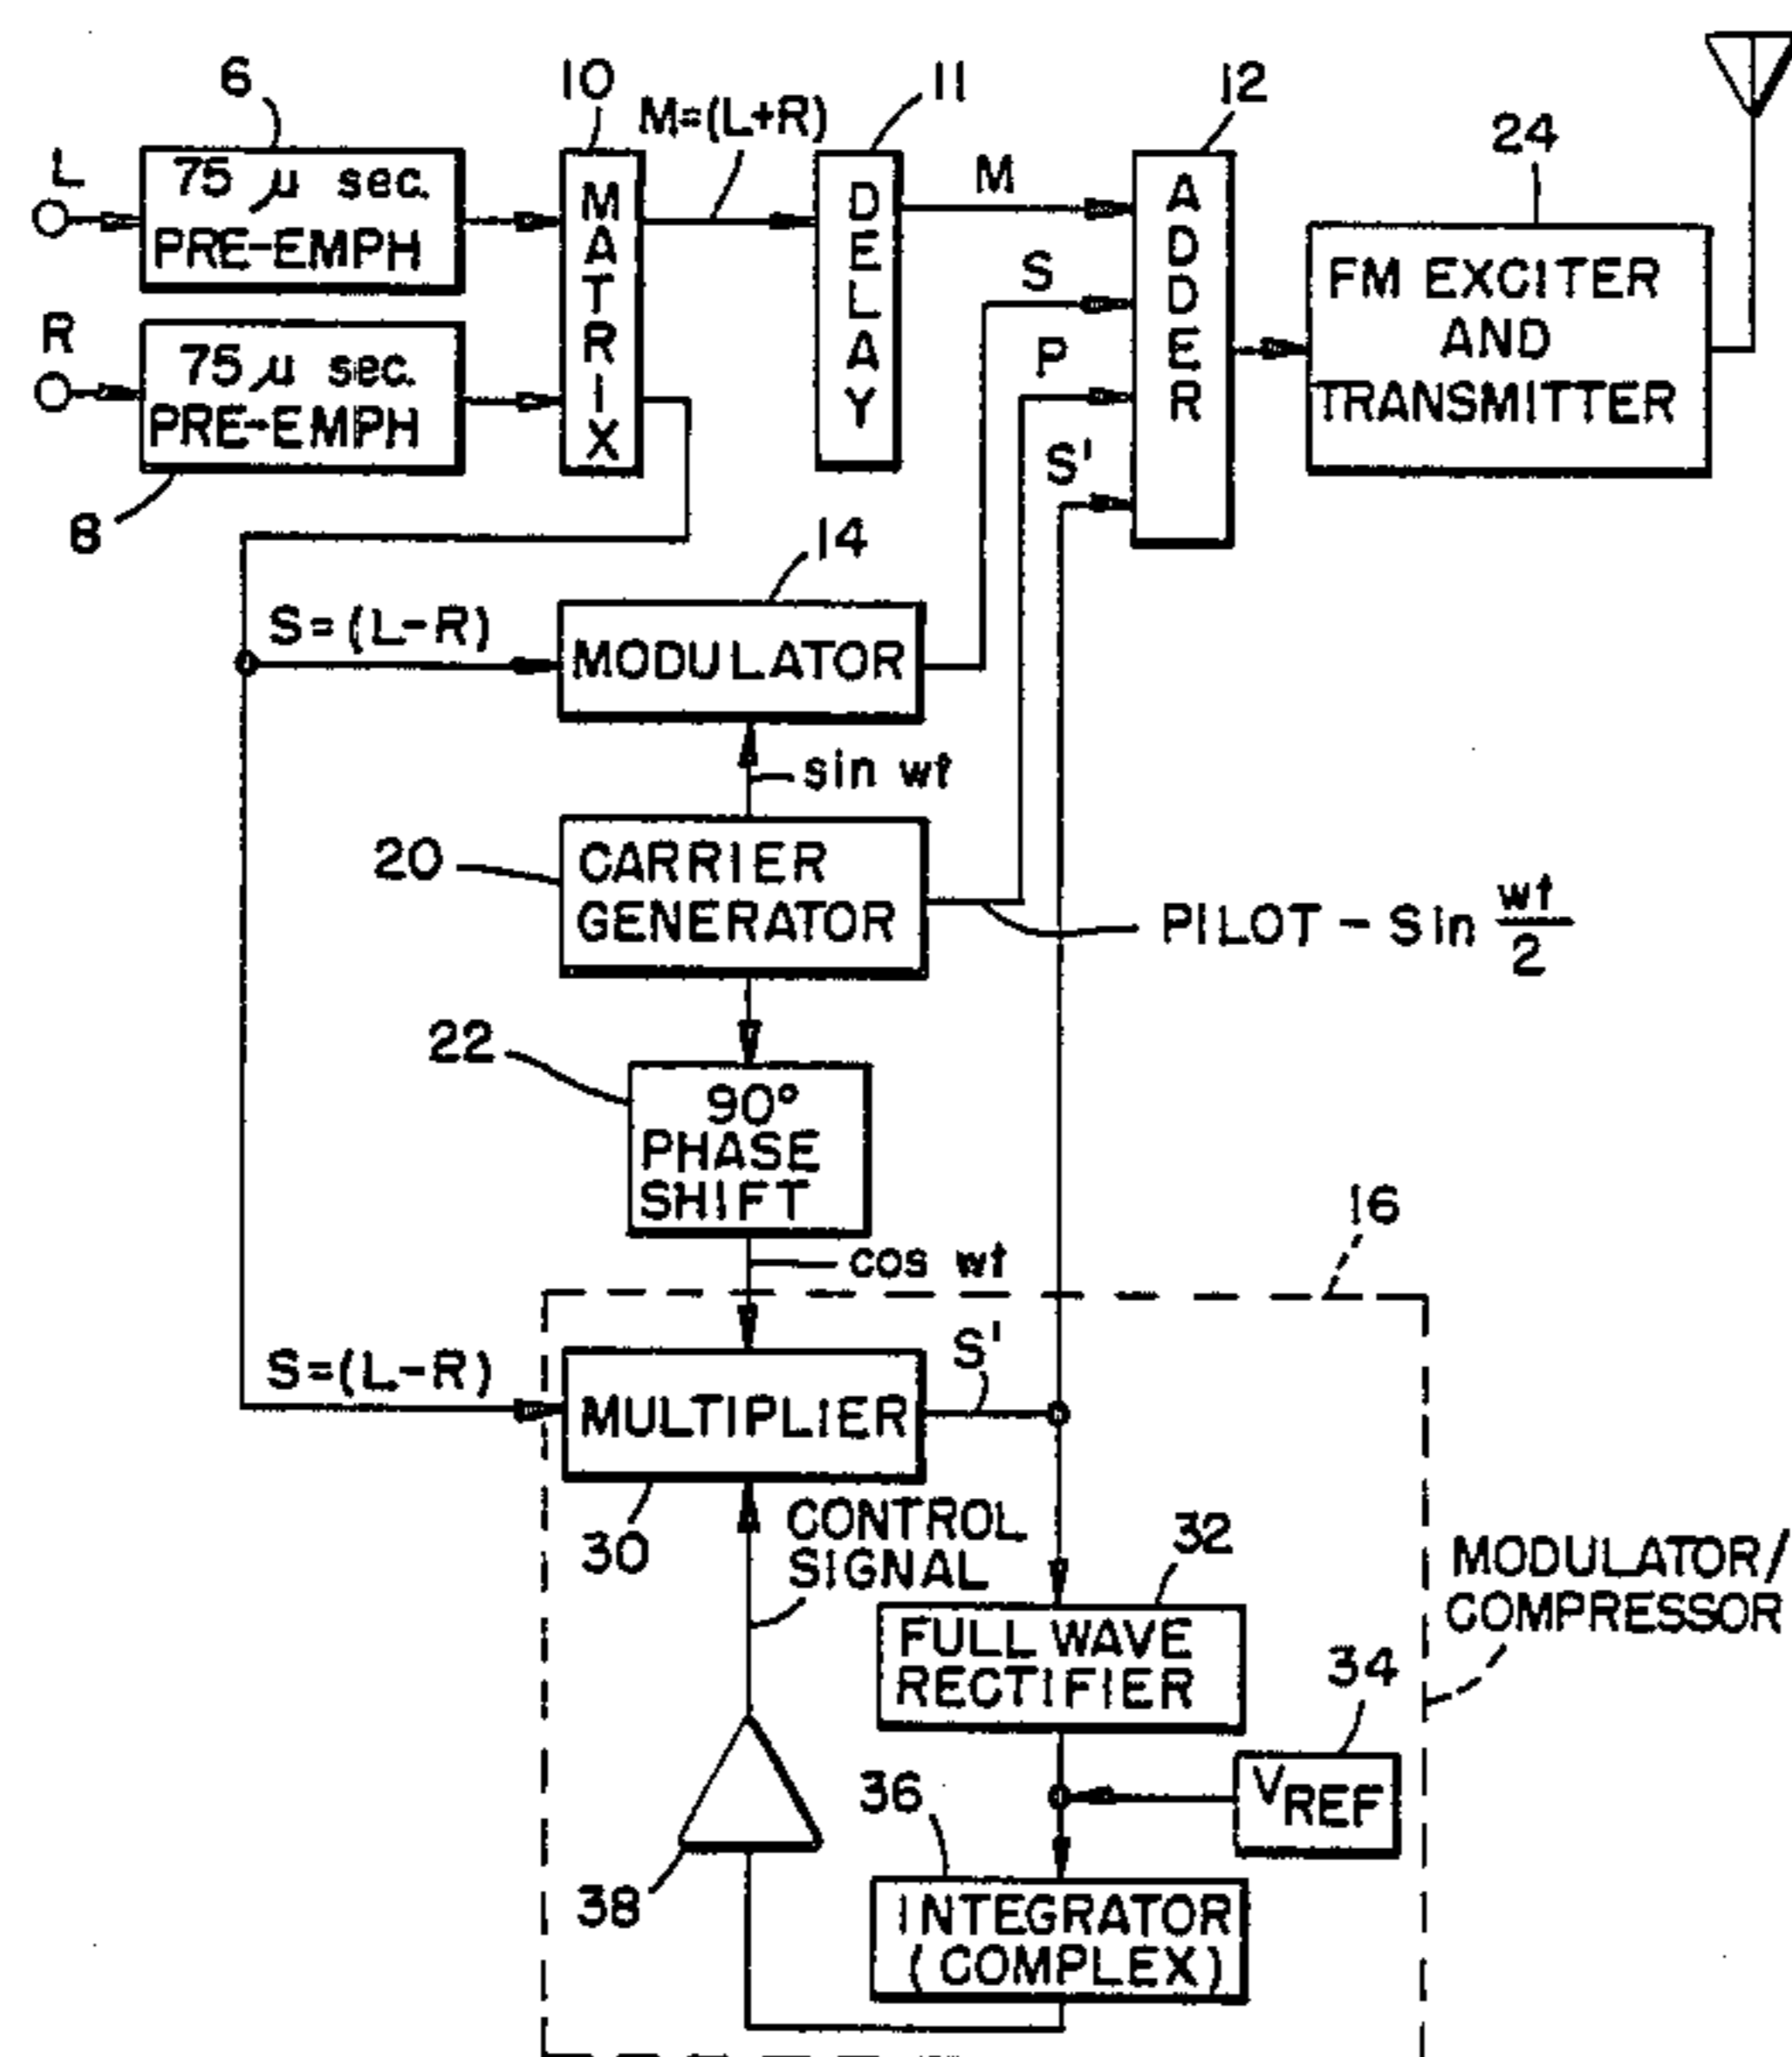 6
10
M=(L+R)
11
12
24
L
75 μ sec.
PRE-EMPH
R
75 μ sec.
PRE-EMPH
8
MATRIX
DELAY
M
S
P
S'
ADDER
FM EXCITER
AND
TRANSMITTER
14
S=(L-R)
MODULATOR
sin wt
20
CARRIER
GENERATOR
PILOT - sin wt/2
22
90°
PHASE
SHIFT
cos wt
16
S=(L-R)
MULTIPLIER
S'
30
CONTROL
SIGNAL
32
FULL WAVE
RECTIFIER
MODULATOR/
COMPRESSOR
34
VREF
36
38
INTEGRATOR
(COMPLEX)